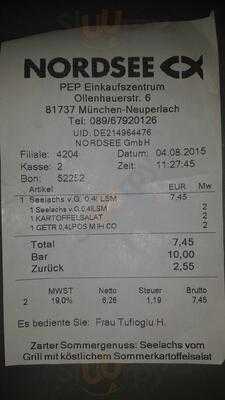 NORDSEE
PEP Einkaufszentrum
Ollenhauerstr. 6
81737 München-Neuperlach
Tel: 089/67920126
UID: DE214964476
NORDSEE GmbH
Filiale: 4204 Datum: 04.08.2015
Kasse: 2 Zeit: 11:27:45
Bon: 52252
Artikel EUR Mw
1 Seelachs v.G. 0,4l LSM 7,45
1 Seelachs v.G. 0,4lLSM 2
1 KARTOFFELSALAT 2
1 GETR 0,4LPOS MIH CO 2
Total 7,45
Bar 10,00
Zurück 2,55
MWST Netto Steuer Brutto
2 19,0% 6,26 1,19 7,45
Es bediente Sie: Frau Tufioglu H.
Zarter Sommergenuss: Seelachs vom
Grill mit köstlichem Sommerkartoffelsalat